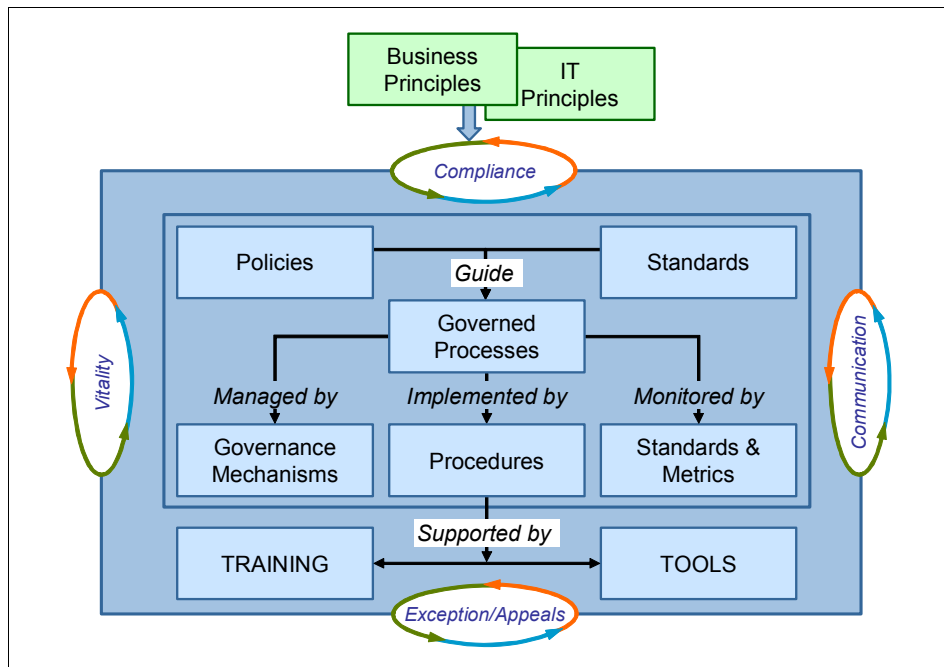 Business
Principles
IT
Principles
Compliance
Policies
Standards
Guide
Governed
Processes
Vitality
Communication
Managed by
Implemented by
Monitored by
Governance
Mechanisms
Procedures
Standards &
Metrics
Supported by
TRAINING
TOOLS
Exception/Appeals